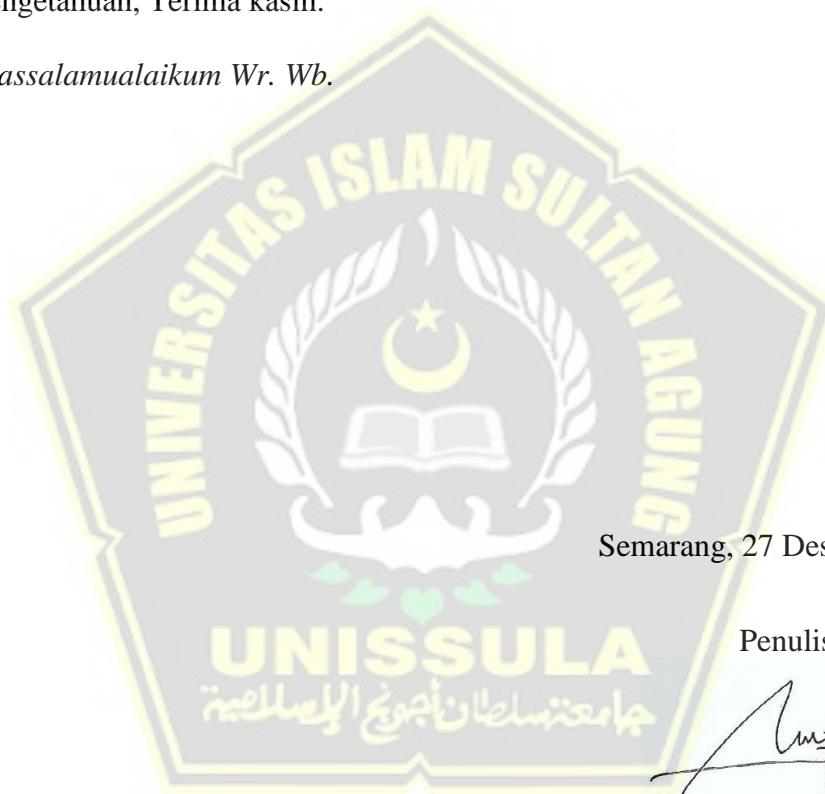 ngetahuan, Terima kasih.
assalamualaikum Wr. Wb.
UNIVERSITAS ISLAM SULTAN AGUNG
Semarang, 27 Des
Penulis
UNISSULA
جامعة سلطان أجونج الإسلامية